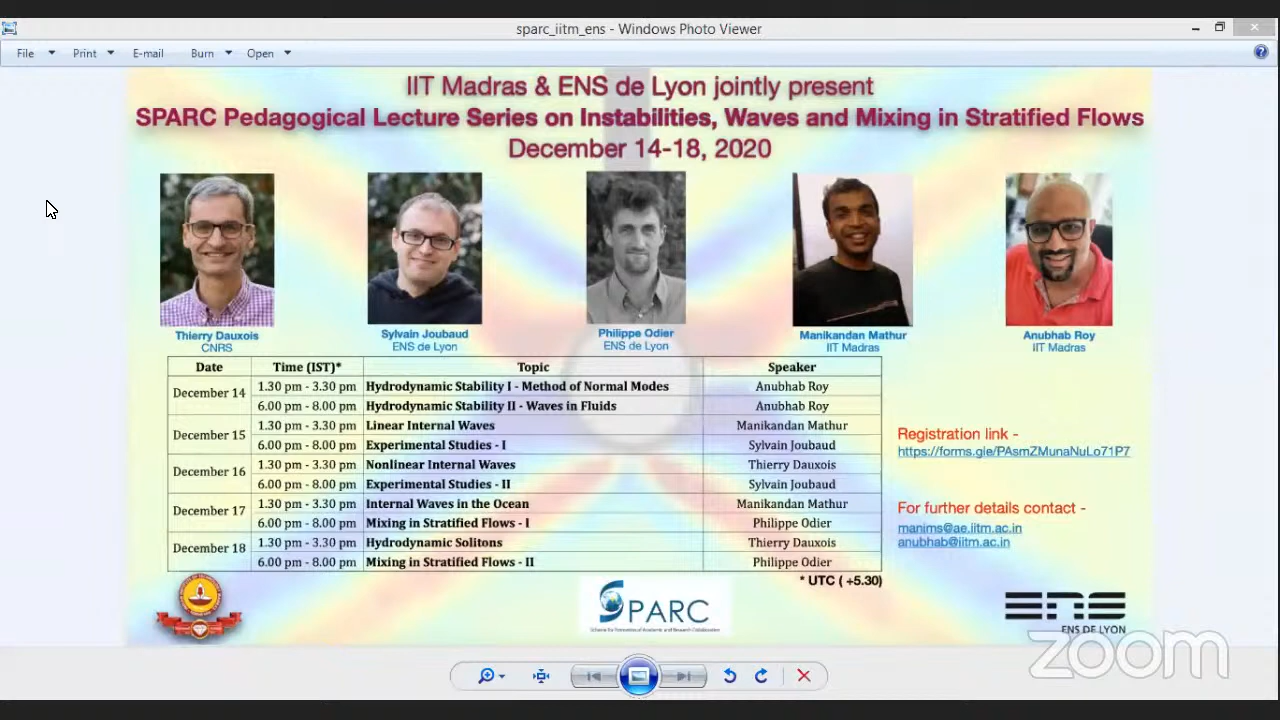 sparc_iitm_ens - Windows Photo Viewer
File Print E-mail Burn Open
IIT Madras & ENS de Lyon jointly present
SPARC Pedagogical Lecture Series on Instabilities, Waves and Mixing in Stratified Flows
December 14-18, 2020
Thierry Dauxois
CNRS
Sylvain Joubaud
ENS de Lyon
Philippe Odier
ENS de Lyon
Manikandan Mathur
IIT Madras
Anubhab Roy
IIT Madras
Date Time (IST)* Topic Speaker
December 14
1.30 pm - 3.30 pm Hydrodynamic Stability I - Method of Normal Modes Anubhab Roy
6.00 pm - 8.00 pm Hydrodynamic Stability II - Waves in Fluids Anubhab Roy
December 15
1.30 pm - 3.30 pm Linear Internal Waves Manikandan Mathur
6.00 pm - 8.00 pm Experimental Studies - I Sylvain Joubaud
December 16
1.30 pm - 3.30 pm Nonlinear Internal Waves Thierry Dauxois
6.00 pm - 8.00 pm Experimental Studies - II Sylvain Joubaud
December 17
1.30 pm - 3.30 pm Internal Waves in the Ocean Manikandan Mathur
6.00 pm - 8.00 pm Mixing in Stratified Flows - I Philippe Odier
December 18
1.30 pm - 3.30 pm Hydrodynamic Solitons Thierry Dauxois
6.00 pm - 8.00 pm Mixing in Stratified Flows - II Philippe Odier
* UTC ( +5.30)
Registration link -
https://forms.gle/PAsmZMunaNuLo71P7
For further details contact -
manims@ae.iitm.ac.in
anubhab@iitm.ac.in
SPARC
Scheme for Promotion of Academic and Research Collaboration
ENS
ENS DE LYON
zoom